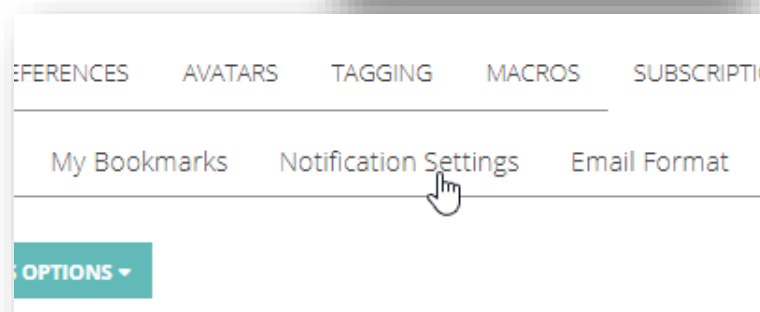 EFERENCES AVATARS TAGGING MACROS SUBSCRIPTI
My Bookmarks Notification Settings Email Format
OPTIONS